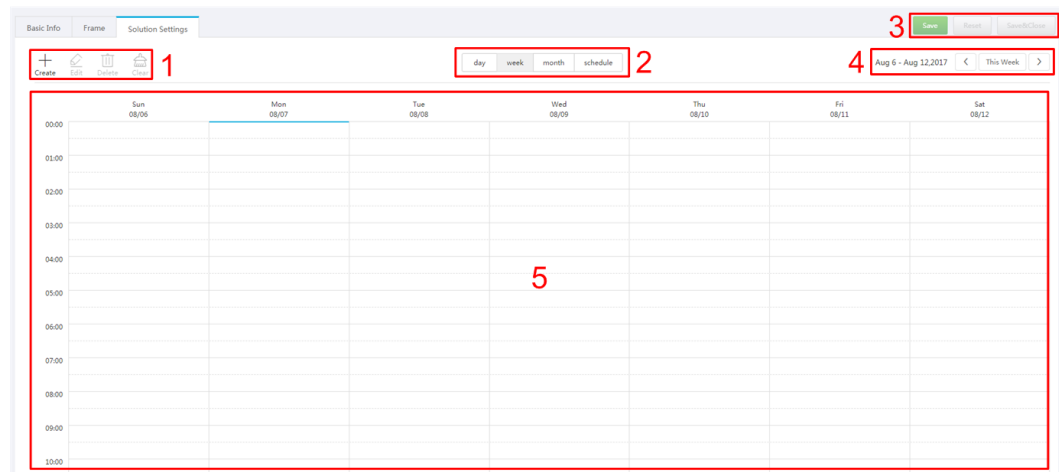 3
Save Reset Save&Close
Basic Info Frame Solution Settings
Create Edit Delete Clear
1
day week month schedule
2
4
Aug 6 - Aug 12,2017 < This Week >
Sun Mon Tue Wed Thu Fri Sat
08/06 08/07 08/08 08/09 08/10 08/11 08/12
00:00
01:00
02:00
03:00
04:00
5
05:00
06:00
07:00
08:00
09:00
10:00